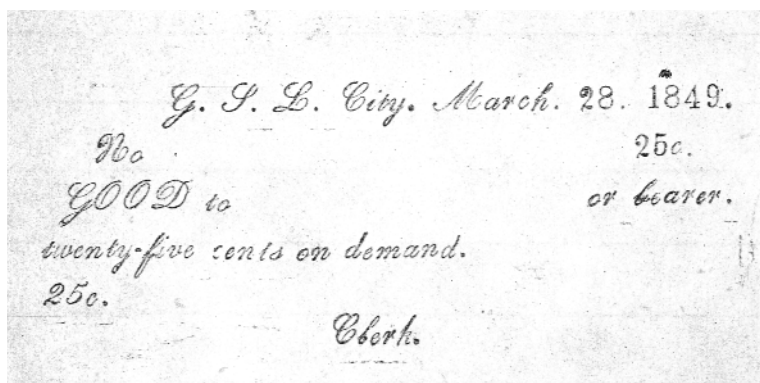 G. S. L. City. March. 28. 1849.
No 25c.
GOOD to or bearer.
twenty-five cents on demand.
25c.
Clerk.